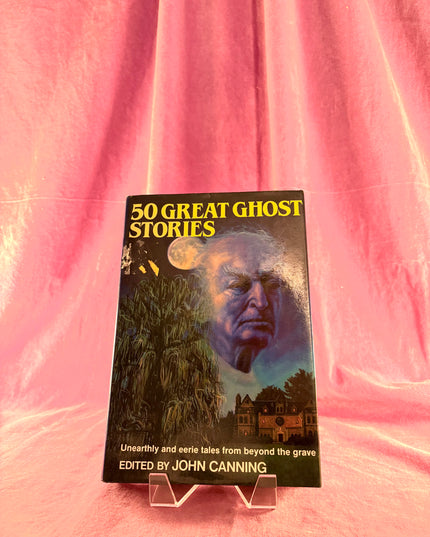 50 GREAT GHOST
STORIES
Unearthly and eerie tales from beyond the grave
EDITED BY JOHN CANNING